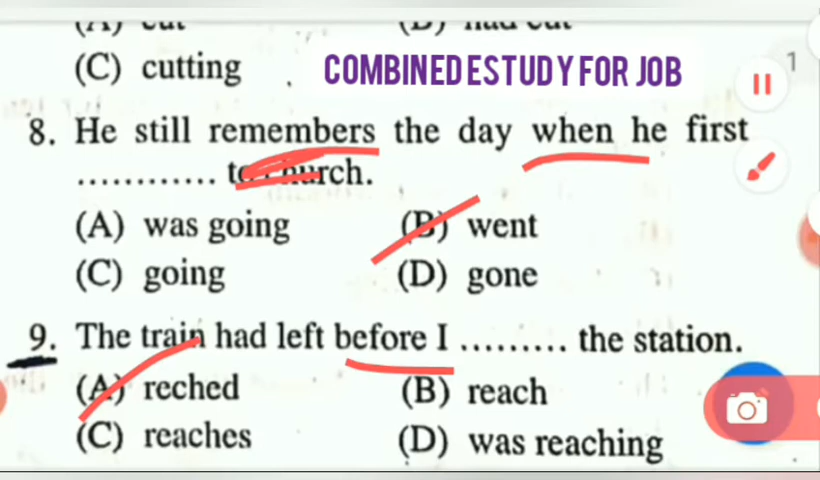 (C) cutting
COMBINED ESTUDY FOR JOB
1
8. He still remembers the day when he first
............ to church.
(A) was going (B) went
(C) going (D) gone
9. The train had left before I ......... the station.
(A) reched (B) reach
(C) reaches (D) was reaching